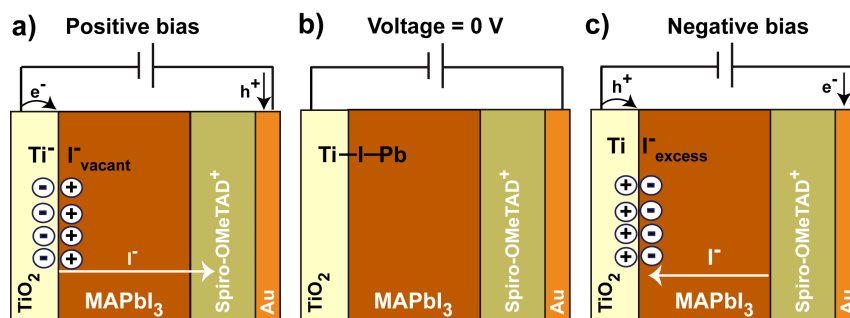 a) Positive bias
e⁻
h⁺
Ti⁻ I⁻vacant
- +
- +
- +
- +
I⁻
TiO₂
MAPbI₃
Spiro-OMeTAD⁺
Au
b) Voltage = 0 V
Ti-I-Pb
TiO₂
MAPbI₃
Spiro-OMeTAD⁺
Au
c) Negative bias
h⁺
e⁻
Ti I⁻excess
+ -
+ -
+ -
+ -
I⁻
TiO₂
MAPbI₃
Spiro-OMeTAD⁺
Au